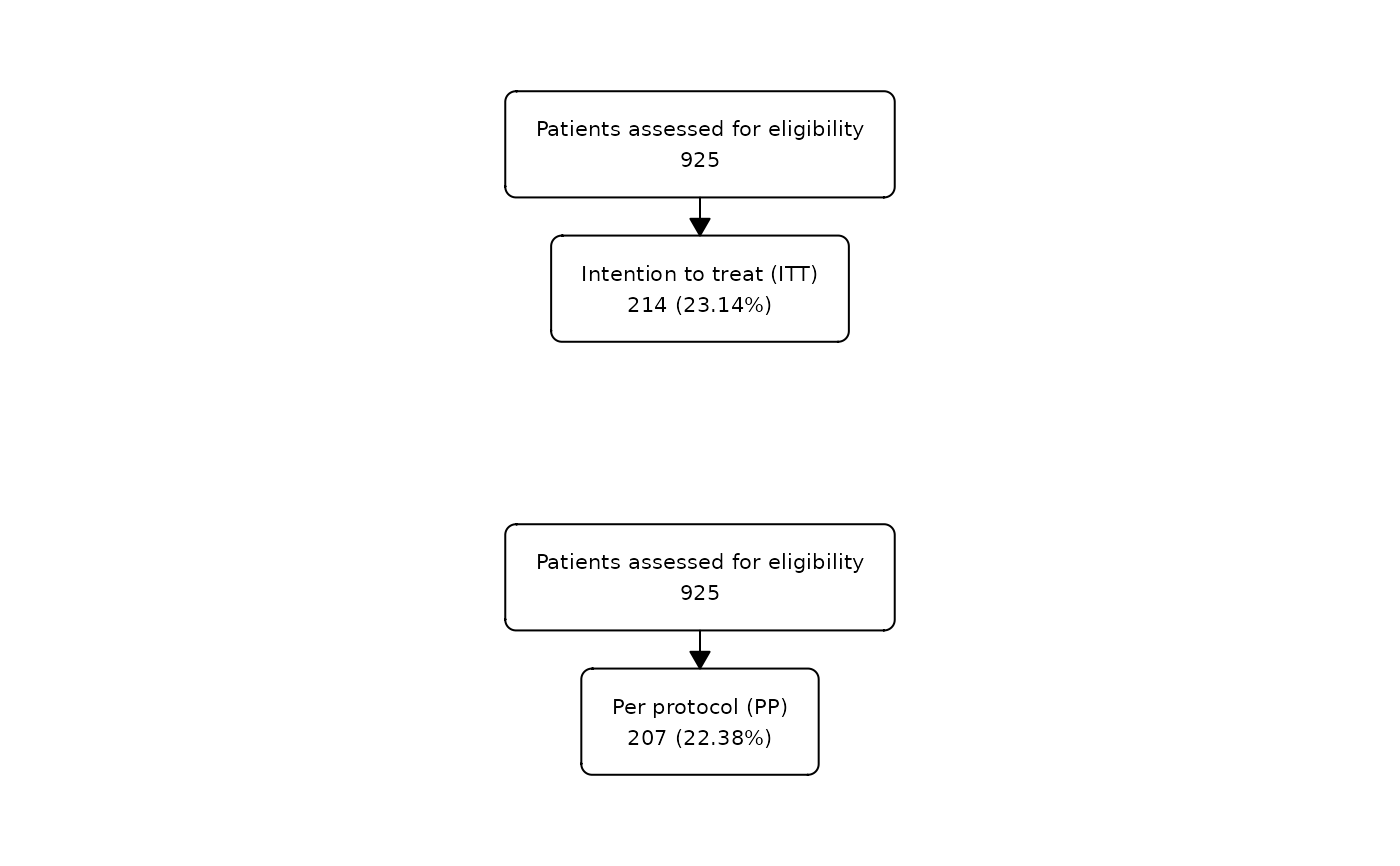 Patients assessed for eligibility
925
Intention to treat (ITT)
214 (23.14%)
Patients assessed for eligibility
925
Per protocol (PP)
207 (22.38%)